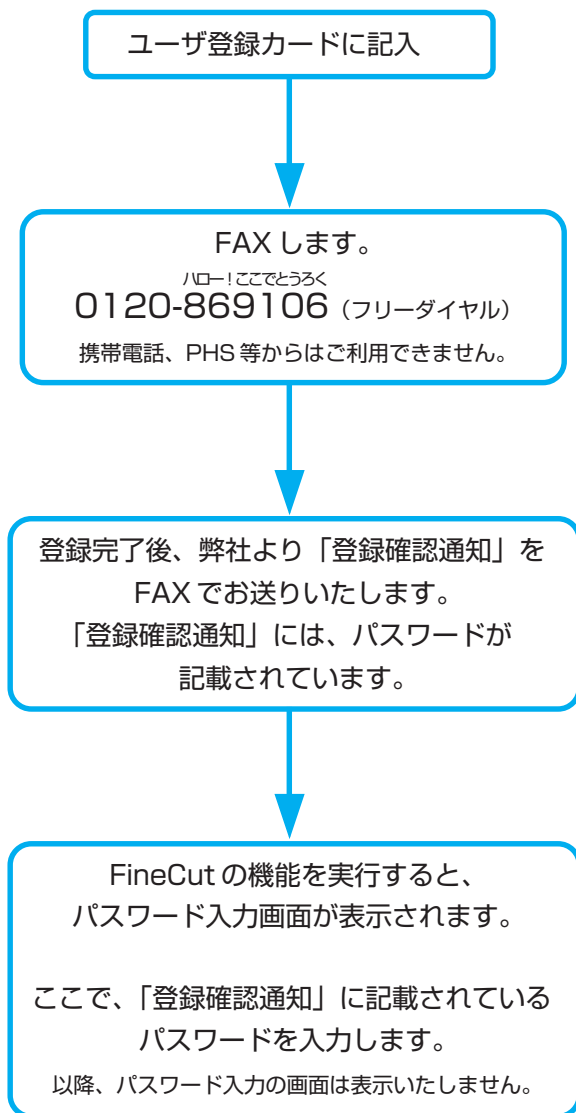 ユーザ登録カードに記入
FAX します。
ハロー！ここでとうろく
0120-869106（フリーダイヤル）
携帯電話、PHS 等からはご利用できません。
登録完了後、弊社より「登録確認通知」を
FAX でお送りいたします。
「登録確認通知」には、パスワードが
記載されています。
FineCut の機能を実行すると、
パスワード入力画面が表示されます。
ここで、「登録確認通知」に記載されている
パスワードを入力します。
以降、パスワード入力の画面は表示いたしません。